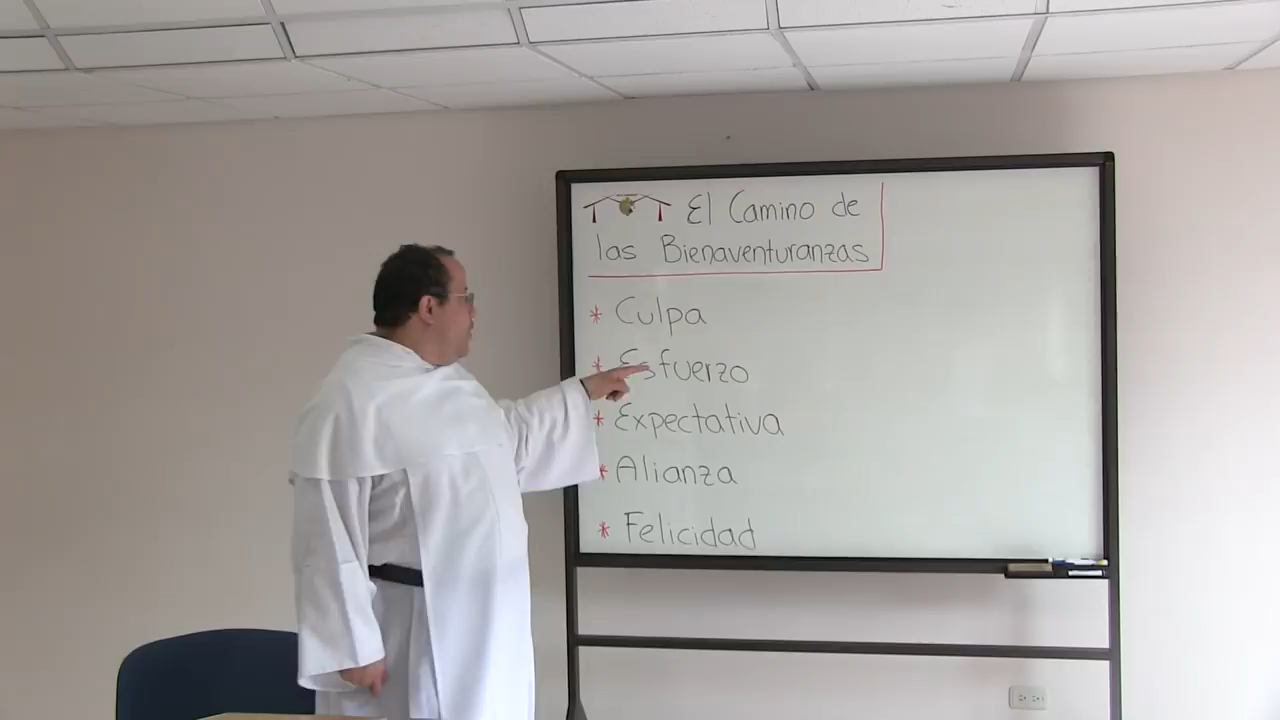 El Camino de
las Bienaventuranzas
* Culpa
* Esfuerzo
* Expectativa
* Alianza
* Felicidad